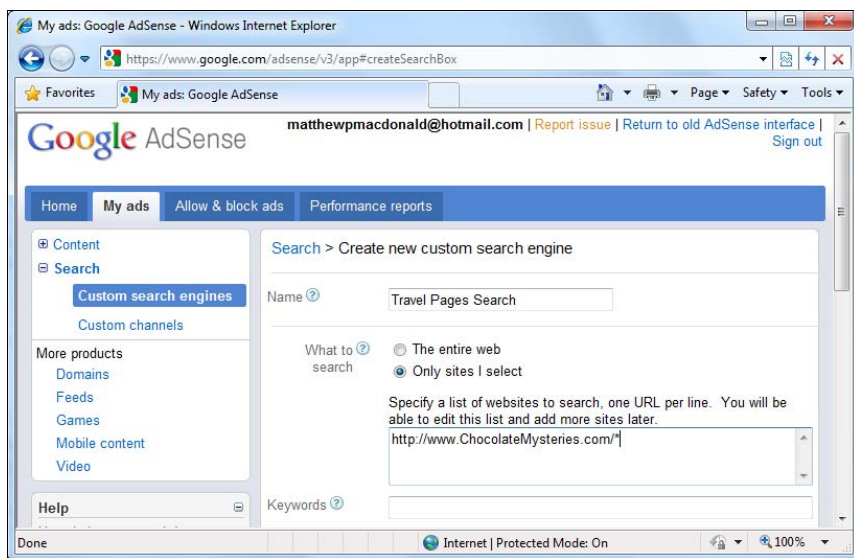 My ads: Google AdSense - Windows Internet Explorer
https://www.google.com/adsense/v3/app#createSearchBox
Favorites My ads: Google AdSense Page Safety Tools
Google AdSense
matthewpmacdonald@hotmail.com | Report issue | Return to old AdSense interface |
Sign out
Home My ads Allow & block ads Performance reports
Content
Search
Custom search engines
Custom channels
More products
Domains
Feeds
Games
Mobile content
Video
Help
Search > Create new custom search engine
Name Travel Pages Search
What to search
The entire web
Only sites I select
Specify a list of websites to search, one URL per line. You will be
able to edit this list and add more sites later.
http://www.ChocolateMysteries.com/*
Keywords
Done Internet | Protected Mode: On 100%